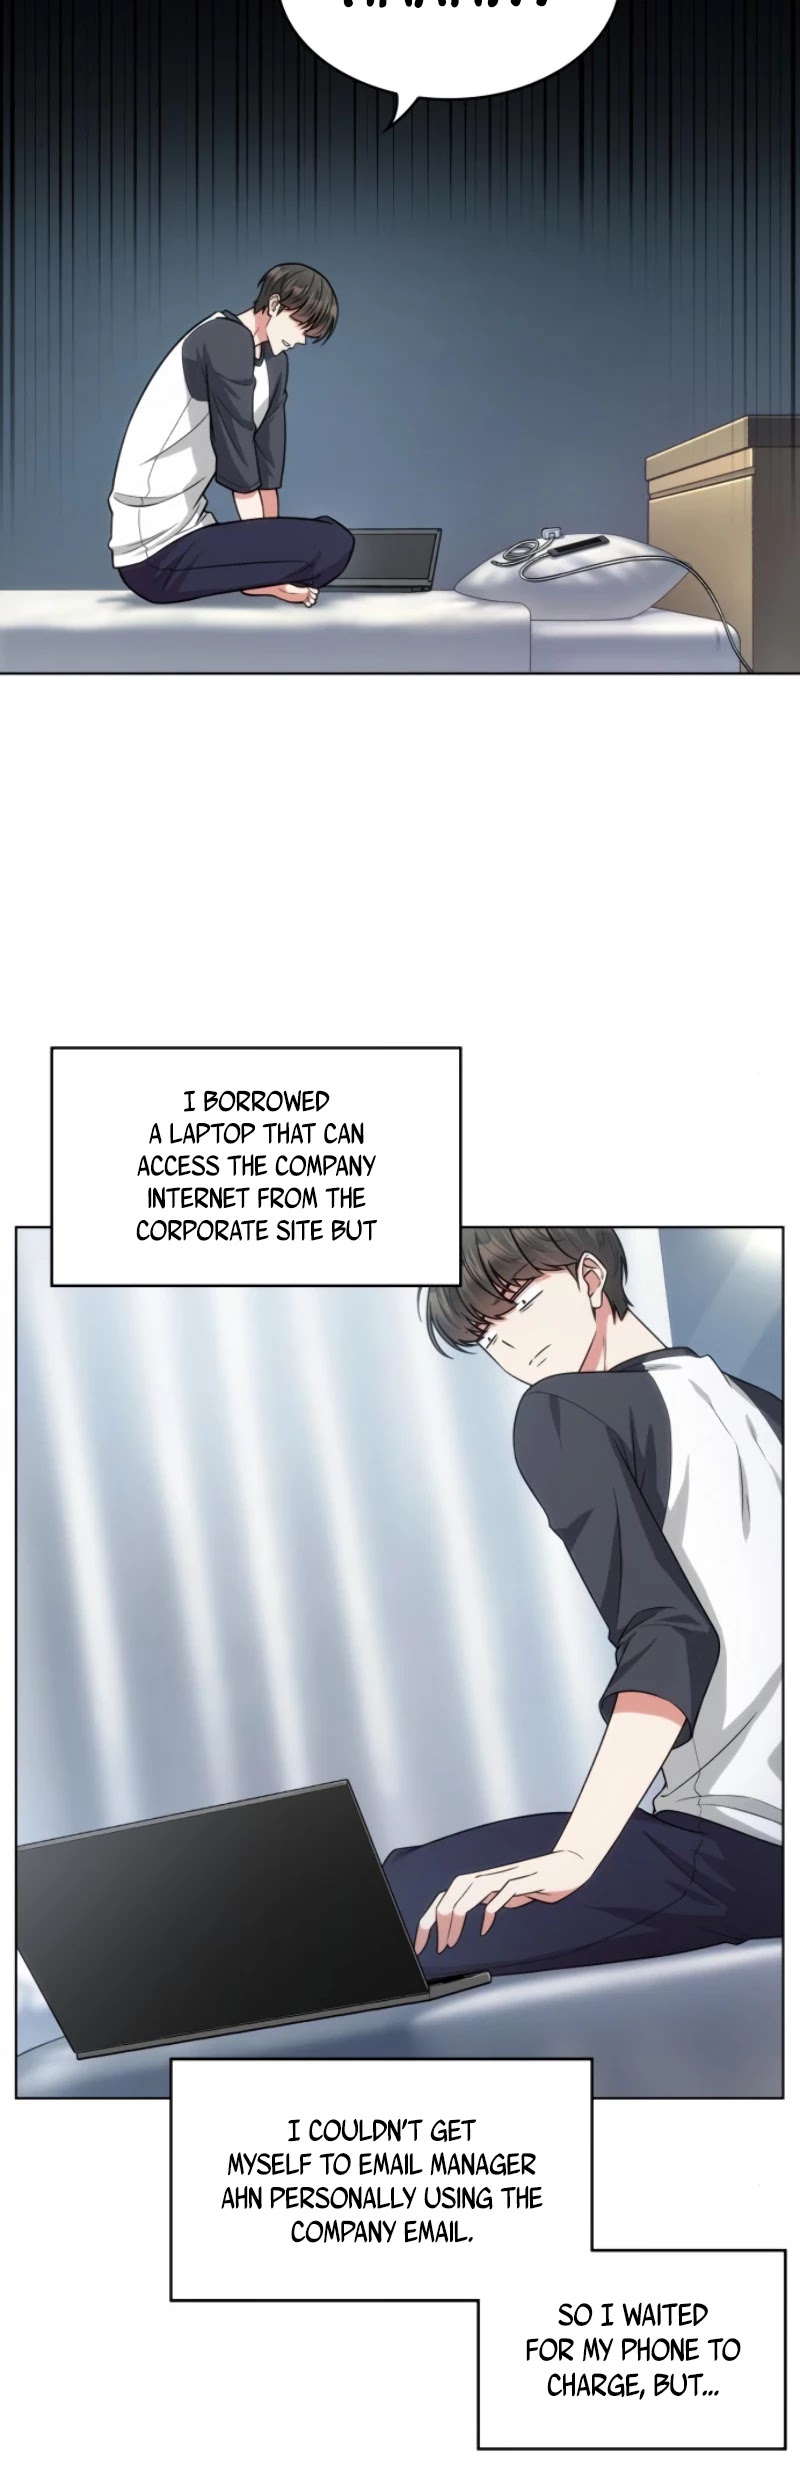 I BORROWED
A LAPTOP THAT CAN
ACCESS THE COMPANY
INTERNET FROM THE
CORPORATE SITE BUT
I COULDN'T GET
MYSELF TO EMAIL MANAGER
AHN PERSONALLY USING THE
COMPANY EMAIL.
SO I WAITED
FOR MY PHONE TO
CHARGE, BUT...